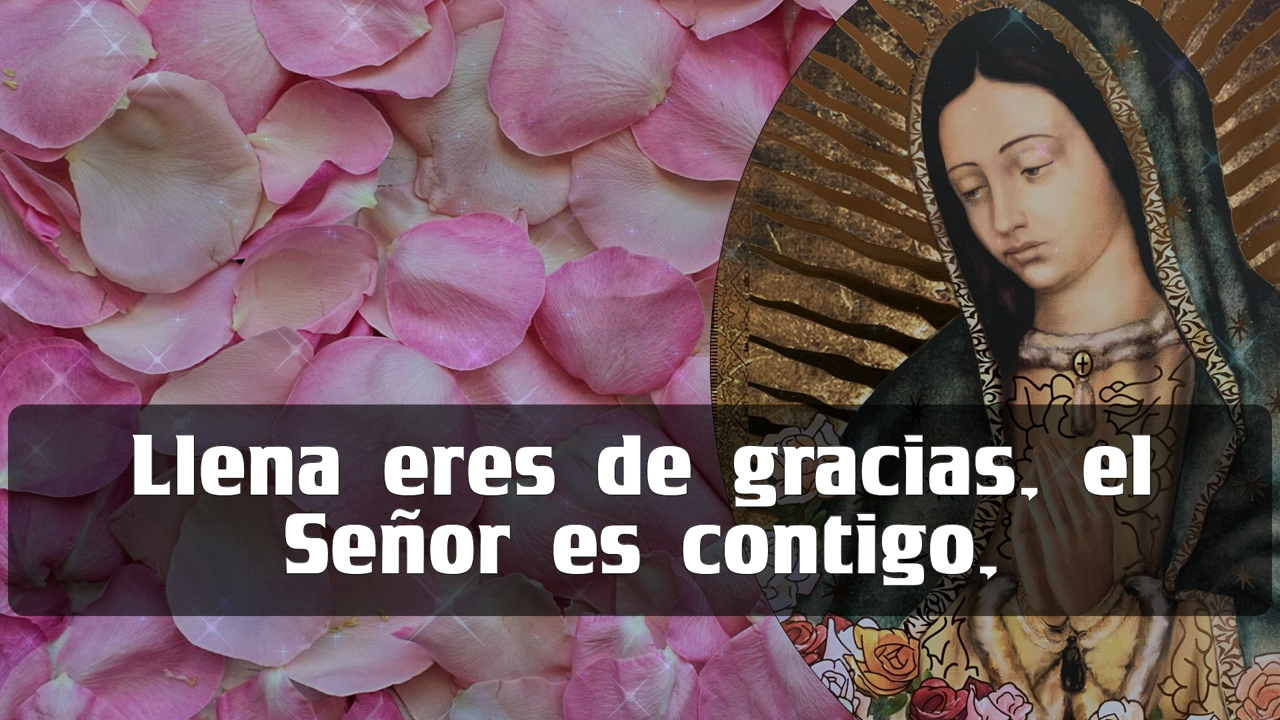 Llena eres de gracias, el
Señor es contigo,